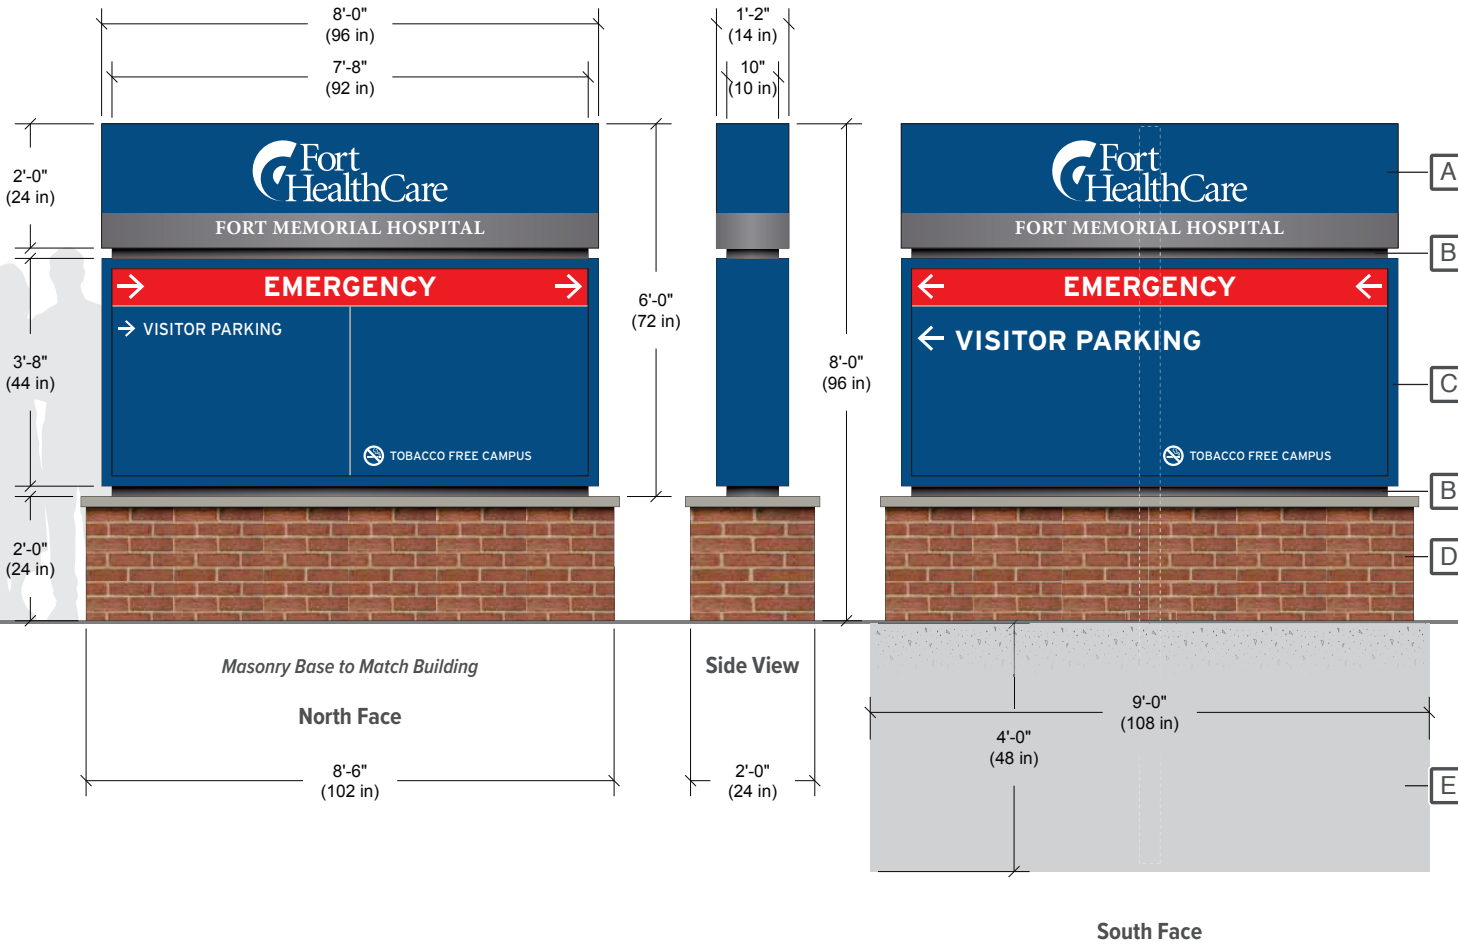 8'-0"
(96 in)
7'-8"
(92 in)
1'-2"
(14 in)
10"
(10 in)
2'-0"
(24 in)
3'-8"
(44 in)
2'-0"
(24 in)
Fort
HealthCare
FORT MEMORIAL HOSPITAL
EMERGENCY
VISITOR PARKING
TOBACCO FREE CAMPUS
6'-0"
(72 in)
8'-0"
(96 in)
Fort
HealthCare
FORT MEMORIAL HOSPITAL
EMERGENCY
VISITOR PARKING
TOBACCO FREE CAMPUS
A
B
C
B
D
E
Masonry Base to Match Building
North Face
8'-6"
(102 in)
Side View
2'-0"
(24 in)
9'-0"
(108 in)
4'-0"
(48 in)
South Face